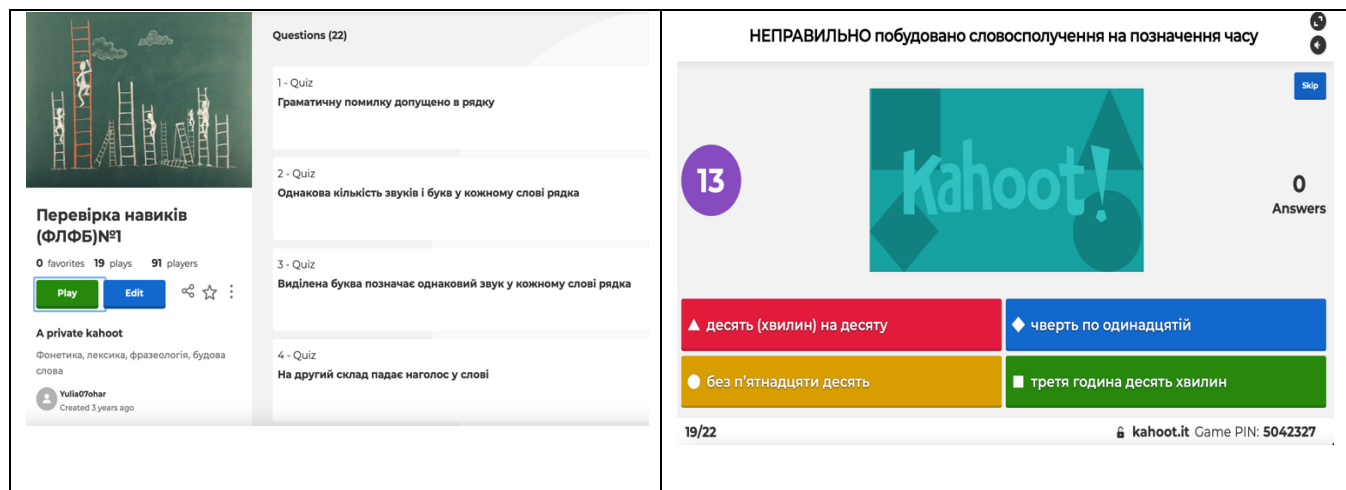 Questions (22)
1 - Quiz
Граматичну помилку допущено в рядку
2 - Quiz
Однакова кількість звуків і букв у кожному слові рядка
3 - Quiz
Виділена буква позначає однаковий звук у кожному слові рядка
4 - Quiz
На другий склад падає наголос у слові
Перевірка навиків
(ФЛФБ)№1
0 favorites 19 plays 91 players
Play Edit
A private kahoot
Фонетика, лексика, фразеологія, будова
слова
Yulia07ohar
Created 3 years ago
НЕПРАВИЛЬНО побудовано словосполучення на позначення часу
Skip
13
Kahoot!
0
Answers
десять (хвилин) на десяту
чверть по одинадцятій
без п'ятнадцяти десять
третя година десять хвилин
19/22
kahoot.it Game PIN: 5042327